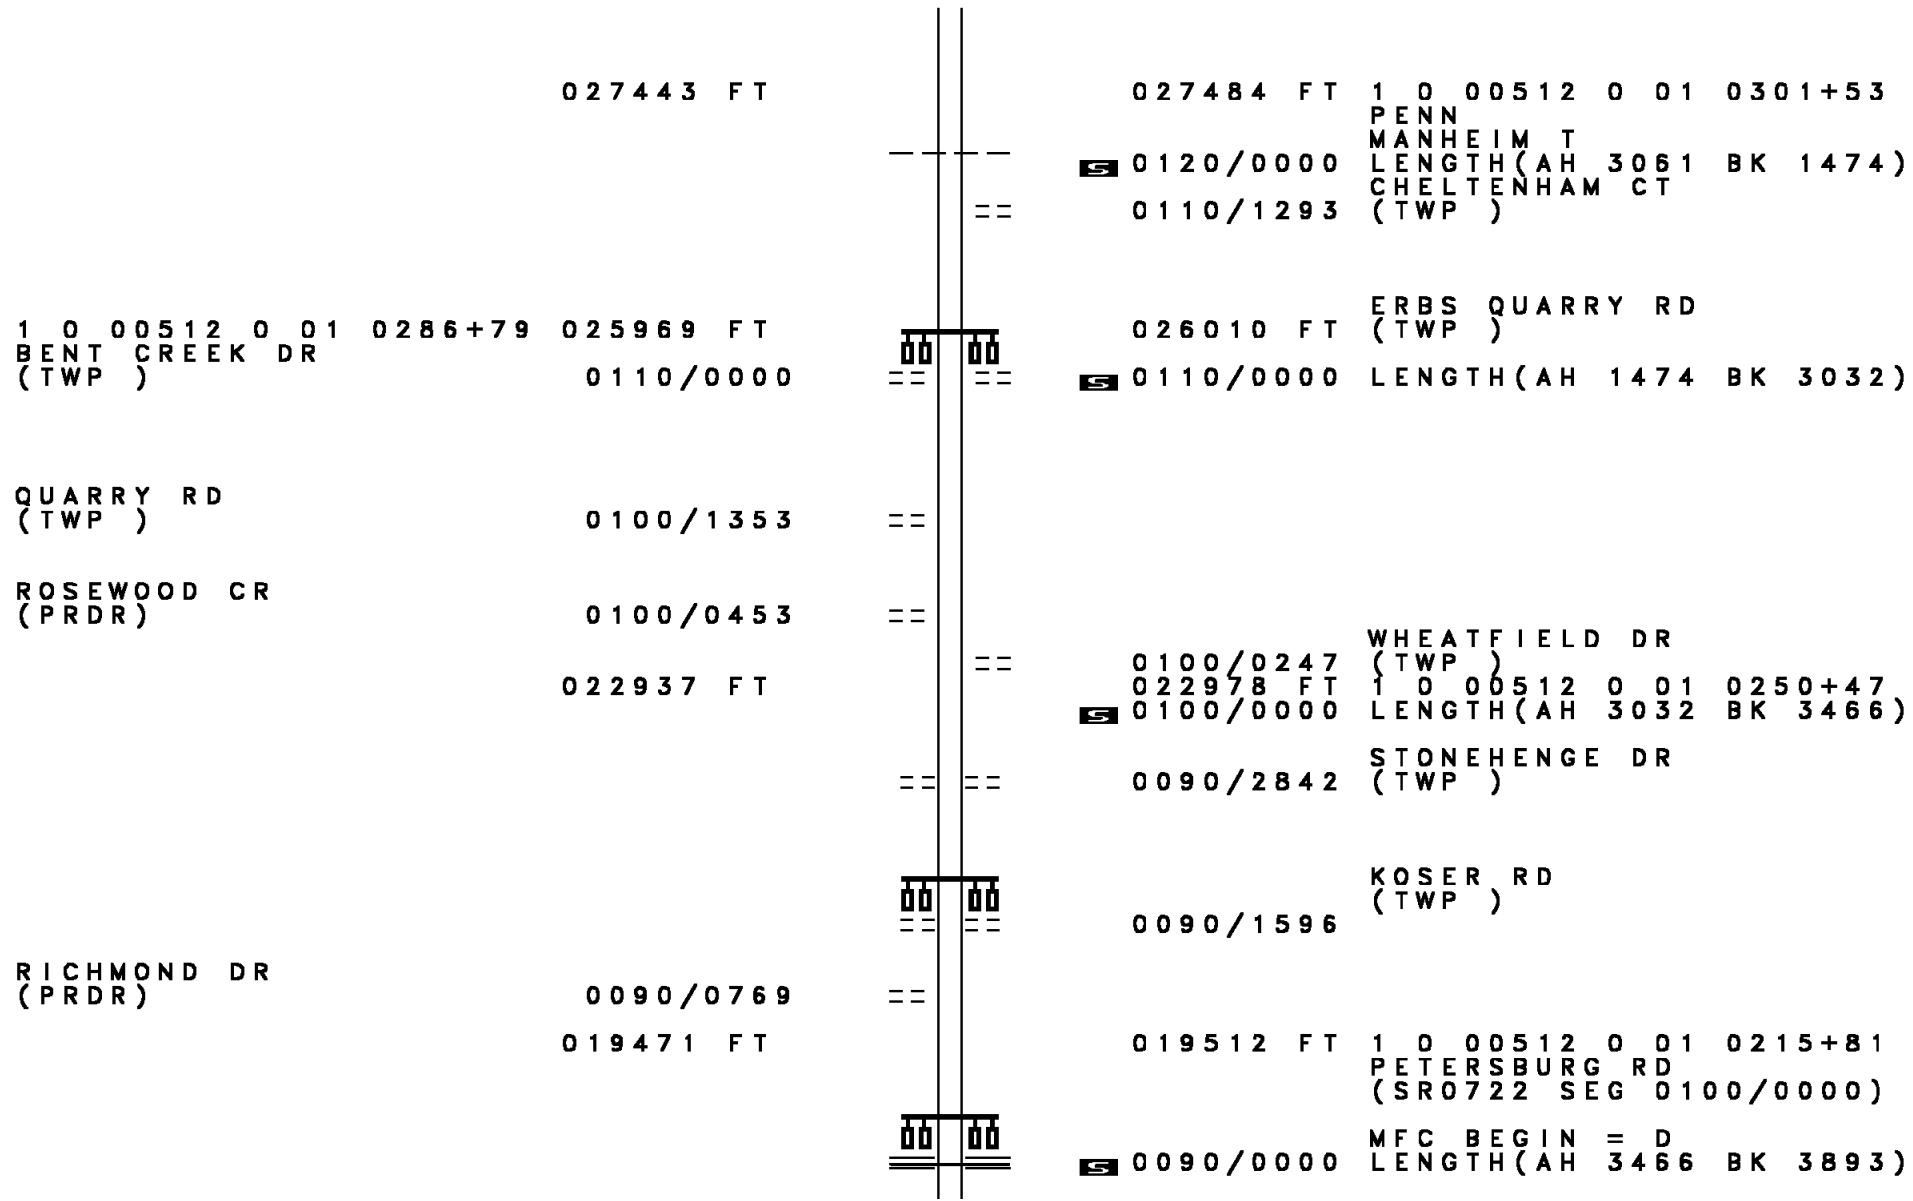 027443 FT 027484 FT 1 0 00512 0 01 0301+53
PENN
MANHEIM T
S 0120/0000 LENGTH(AH 3061 BK 1474)
CHELTENHAM CT
0110/1293 (TWP )
ERBS QUARRY RD
1 0 00512 0 01 0286+79 025969 FT 026010 FT (TWP )
BENT CREEK DR
(TWP ) 0110/0000 S 0110/0000 LENGTH(AH 1474 BK 3032)
QUARRY RD
(TWP ) 0100/1353
ROSEWOOD CR
(PRDR) 0100/0453
WHEATFIELD DR
0100/0247 (TWP )
022937 FT 022978 FT 1 0 00512 0 01 0250+47
S 0100/0000 LENGTH(AH 3032 BK 3466)
STONEHENGE DR
0090/2842 (TWP )
KOSER RD
(TWP )
0090/1596
RICHMOND DR
(PRDR) 0090/0769
019471 FT 019512 FT 1 0 00512 0 01 0215+81
PETERSBURG RD
(SR0722 SEG 0100/0000)
MFC BEGIN = D
S 0090/0000 LENGTH(AH 3466 BK 3893)